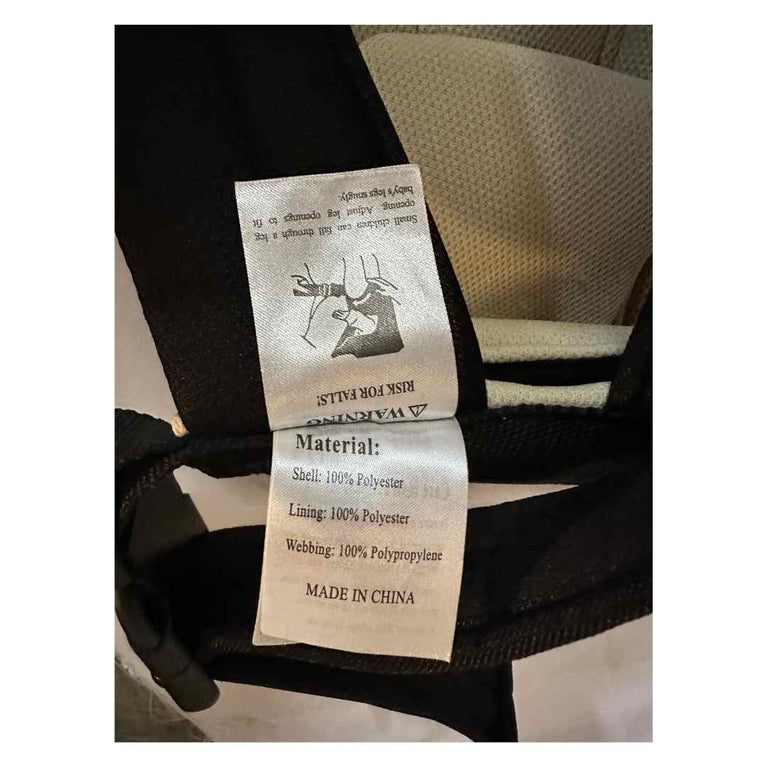 ⚠ WARNING
RISK FOR FALLS!
Small children can fall through a leg
opening. Adjust leg openings to fit
baby's legs snugly.
Material:
Shell: 100% Polyester
Lining: 100% Polyester
Webbing: 100% Polypropylene
MADE IN CHINA